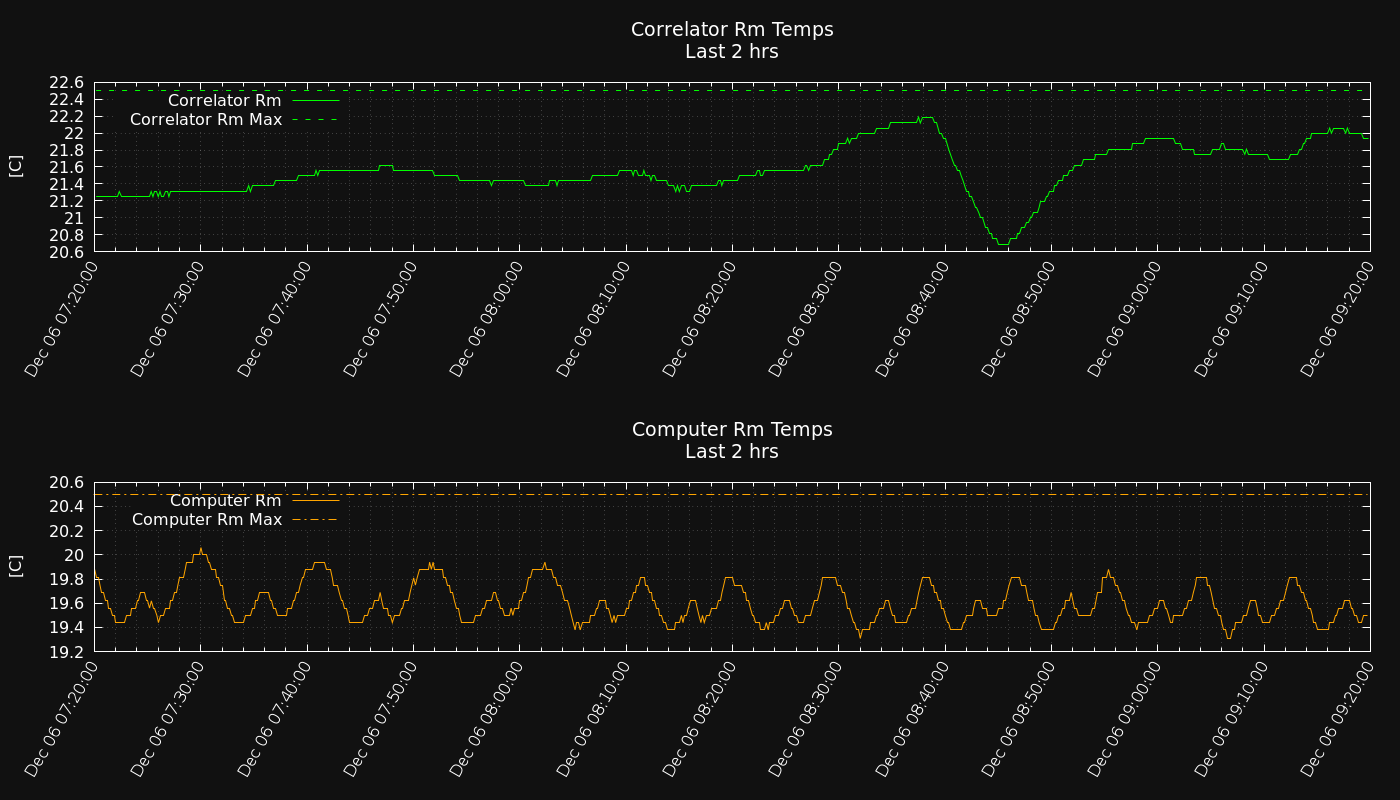 Correlator Rm Temps
Last 2 hrs
22.6
22.4
22.2
22
21.8
21.6
21.4
21.2
21
20.8
20.6
[C]
Correlator Rm
Correlator Rm Max
Dec 06 07:20:00
Dec 06 07:30:00
Dec 06 07:40:00
Dec 06 07:50:00
Dec 06 08:00:00
Dec 06 08:10:00
Dec 06 08:20:00
Dec 06 08:30:00
Dec 06 08:40:00
Dec 06 08:50:00
Dec 06 09:00:00
Dec 06 09:10:00
Dec 06 09:20:00
Computer Rm Temps
Last 2 hrs
20.6
20.4
20.2
20
19.8
19.6
19.4
19.2
[C]
Computer Rm
Computer Rm Max
Dec 06 07:20:00
Dec 06 07:30:00
Dec 06 07:40:00
Dec 06 07:50:00
Dec 06 08:00:00
Dec 06 08:10:00
Dec 06 08:20:00
Dec 06 08:30:00
Dec 06 08:40:00
Dec 06 08:50:00
Dec 06 09:00:00
Dec 06 09:10:00
Dec 06 09:20:00